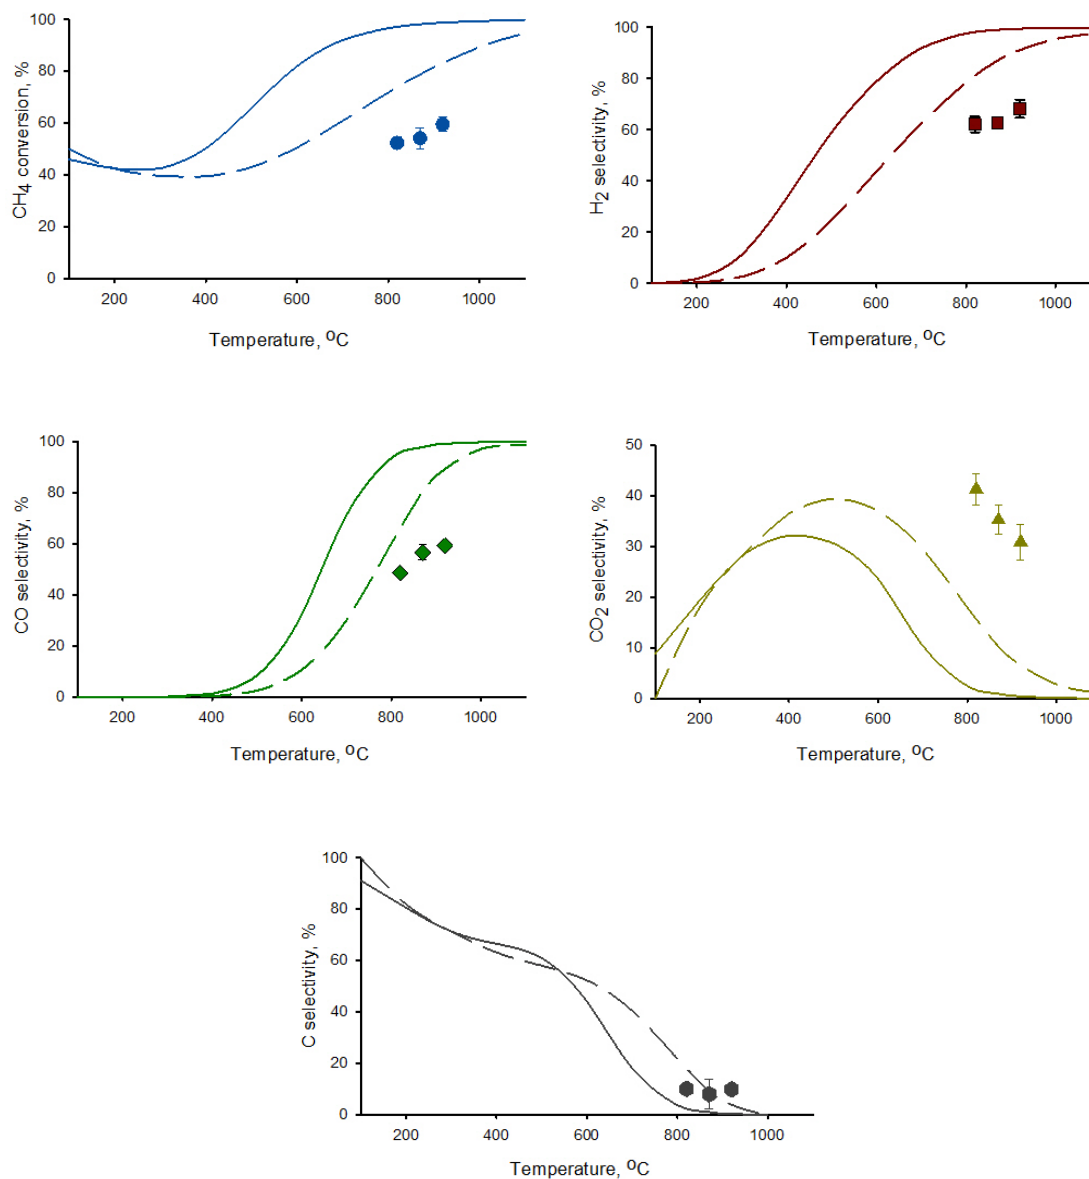 100
80
60
40
20
0
CH4 conversion, %
200 400 600 800 1000
Temperature, ºC
100
80
60
40
20
0
H2 selectivity, %
200 400 600 800 1000
Temperature, ºC
100
80
60
40
20
0
CO selectivity, %
200 400 600 800 1000
Temperature, ºC
50
40
30
20
10
0
CO2 selectivity, %
200 400 600 800 1000
Temperature, ºC
100
80
60
40
20
0
C selectivity, %
200 400 600 800 1000
Temperature, ºC